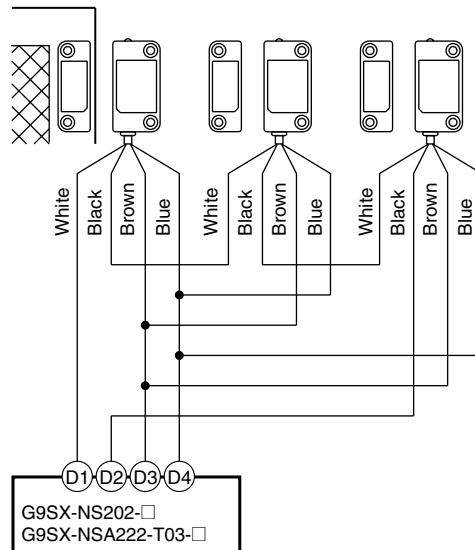 White
Black
Brown
Blue
White
Black
Brown
Blue
White
Black
Brown
Blue
D1
D2
D3
D4
G9SX-NS202-□
G9SX-NSA222-T03-□